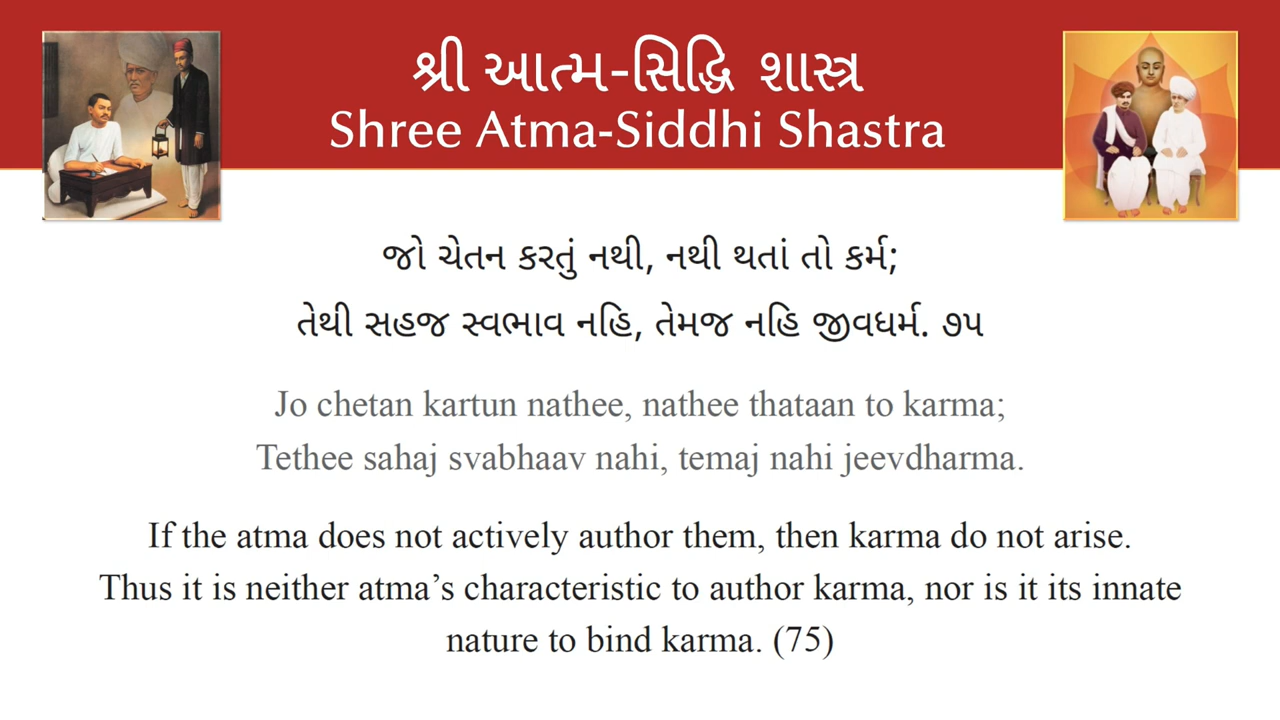 શ્રી આત્મ-સિદ્ધિ શાસ્ત્ર
Shree Atma-Siddhi Shastra
જો ચેતન કરતું નથી, નથી થતાં તો કર્મ;
તેથી સહજ સ્વભાવ નહિ, તેમજ નહિ જીવધર્મ. ૭૫
Jo chetan kartun nathee, nathee thataan to karma;
Tethee sahaj svabhaav nahi, temaj nahi jeevdharma.
If the atma does not actively author them, then karma do not arise.
Thus it is neither atma’s characteristic to author karma, nor is it its innate
nature to bind karma. (75)